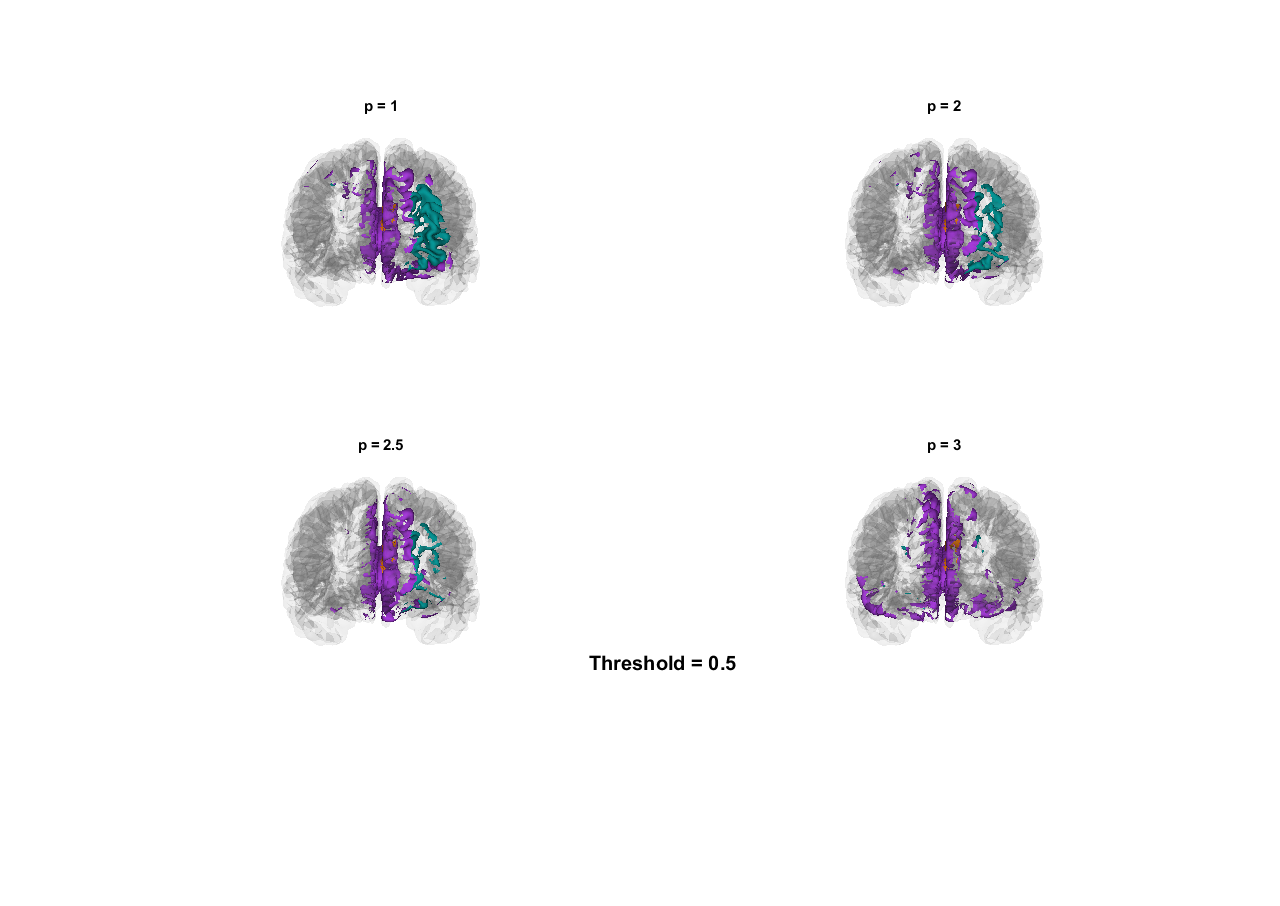 p = 1
p = 2
p = 2.5
p = 3
Threshold = 0.5